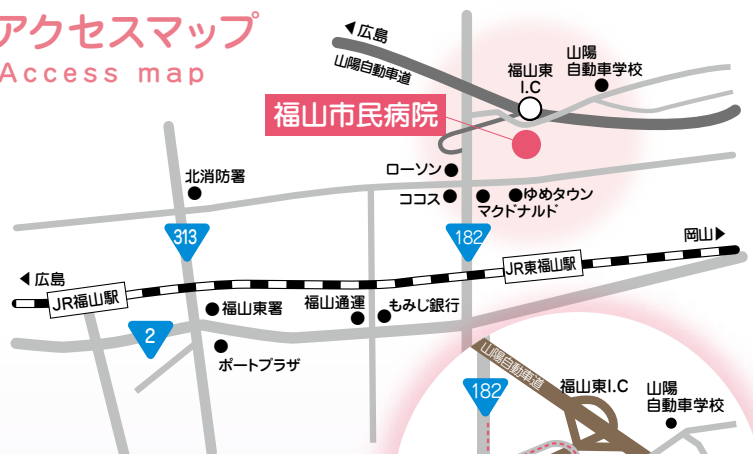 アクセスマップ
Access map
◀広島
山陽自動車道
福山東
I.C
山陽
自動車学校
福山市民病院
北消防署
ローソン
ココス
マクドナルド
ゆめタウン
313
182
岡山▶
◀広島
JR福山駅
JR東福山駅
福山東署
福山通運
もみじ銀行
2
ポートプラザ
山陽自動車道
182
福山東I.C
山陽
自動車学校